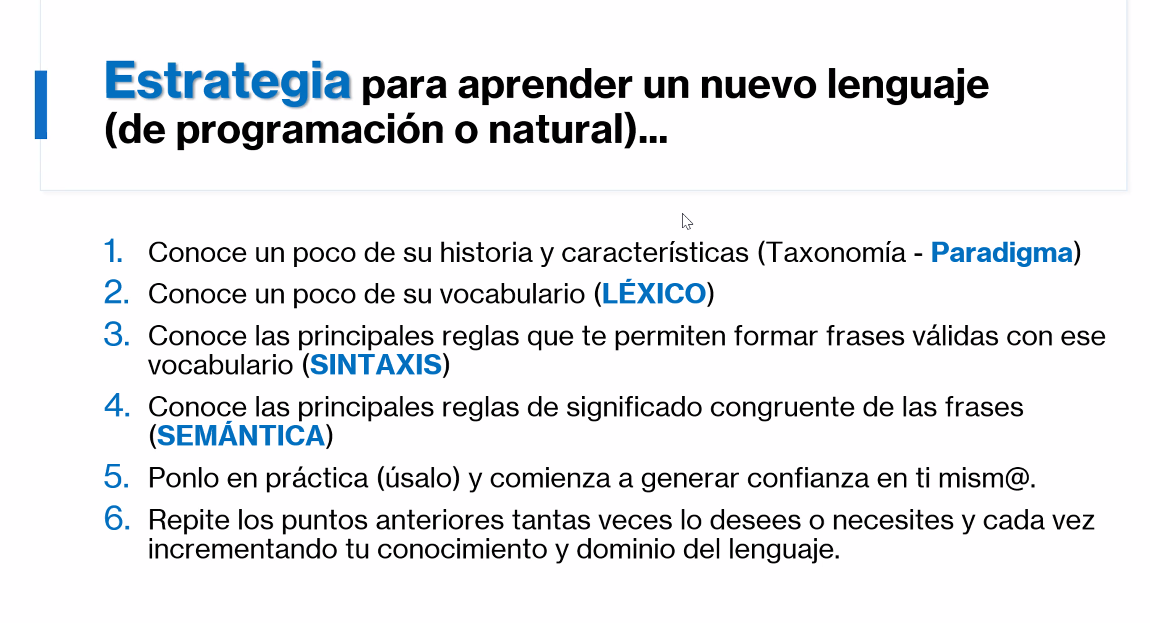 Estrategia para aprender un nuevo lenguaje
(de programación o natural)...
1. Conoce un poco de su historia y características (Taxonomía - Paradigma)
2. Conoce un poco de su vocabulario (LÉXICO)
3. Conoce las principales reglas que te permiten formar frases válidas con ese
vocabulario (SINTAXIS)
4. Conoce las principales reglas de significado congruente de las frases
(SEMÁNTICA)
5. Ponlo en práctica (úsalo) y comienza a generar confianza en ti mism@.
6. Repite los puntos anteriores tantas veces lo desees o necesites y cada vez
incrementando tu conocimiento y dominio del lenguaje.